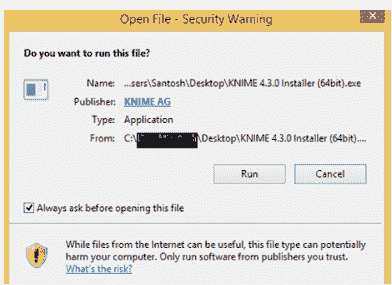 Open File - Security Warning
Do you want to run this file?
Name: ...sers\Santosh\Desktop\KNIME 4.3.0 Installer (64bit).exe
Publisher: KNIME AG
Type: Application
From: C:\ /Desktop\KNIME 4.3.0 Installer (64bit)....
Run Cancel
Always ask before opening this file
While files from the Internet can be useful, this file type can potentially
harm your computer. Only run software from publishers you trust.
What's the risk?